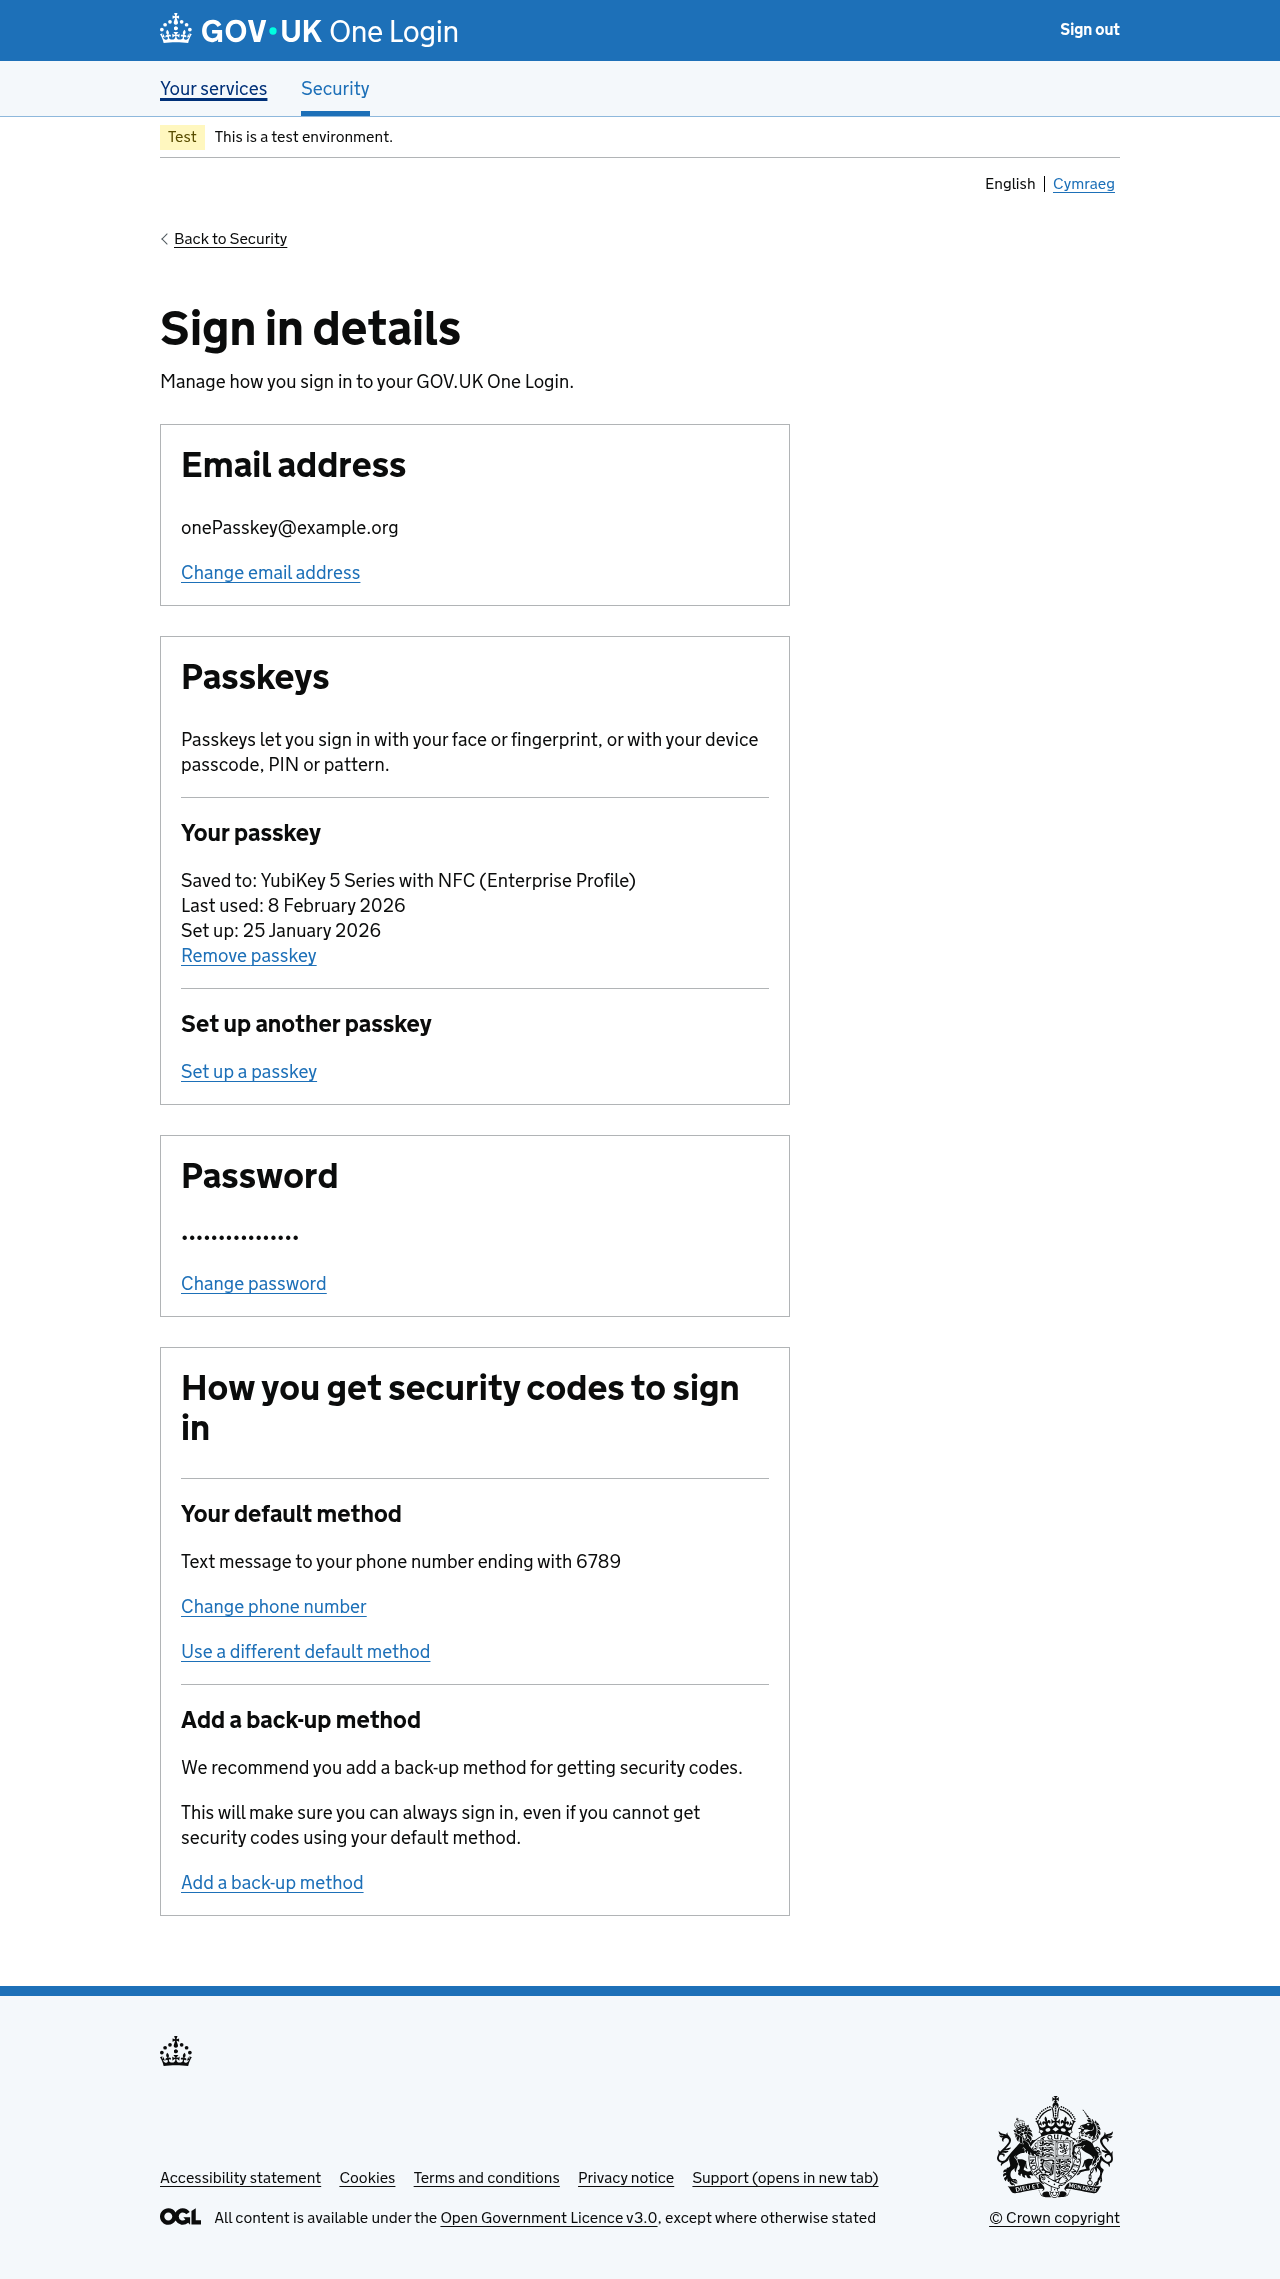 GOV•UK One Login
Sign out
Your services
Security
Test
This is a test environment.
English
Cymraeg
Back to Security
Sign in details
Manage how you sign in to your GOV.UK One Login.
Email address
onePasskey@example.org
Change email address
Passkeys
Passkeys let you sign in with your face or fingerprint, or with your device
passcode, PIN or pattern.
Your passkey
Saved to: YubiKey 5 Series with NFC (Enterprise Profile)
Last used: 8 February 2026
Set up: 25 January 2026
Remove passkey
Set up another passkey
Set up a passkey
Password
••••••••••••••••
Change password
How you get security codes to sign
in
Your default method
Text message to your phone number ending with 6789
Change phone number
Use a different default method
Add a back-up method
We recommend you add a back-up method for getting security codes.
This will make sure you can always sign in, even if you cannot get
security codes using your default method.
Add a back-up method
Accessibility statement
Cookies
Terms and conditions
Privacy notice
Support (opens in new tab)
OGL
All content is available under the Open Government Licence v3.0, except where otherwise stated
DIEU ET MON DROIT
© Crown copyright